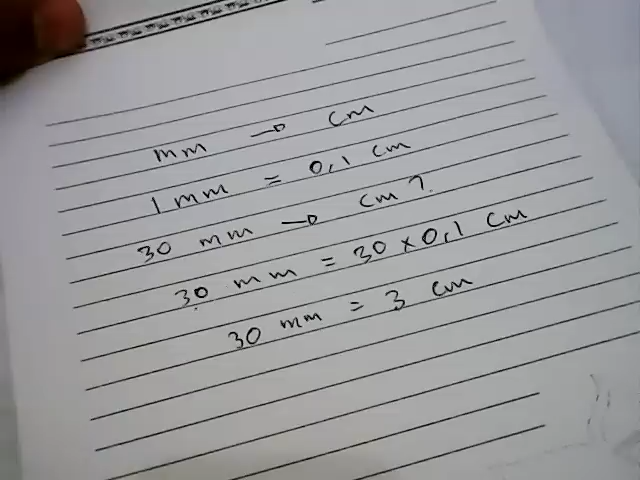 mm → cm
1 mm = 0,1 cm
30 mm → cm?
30 mm = 30 × 0,1 cm
30 mm = 3 cm